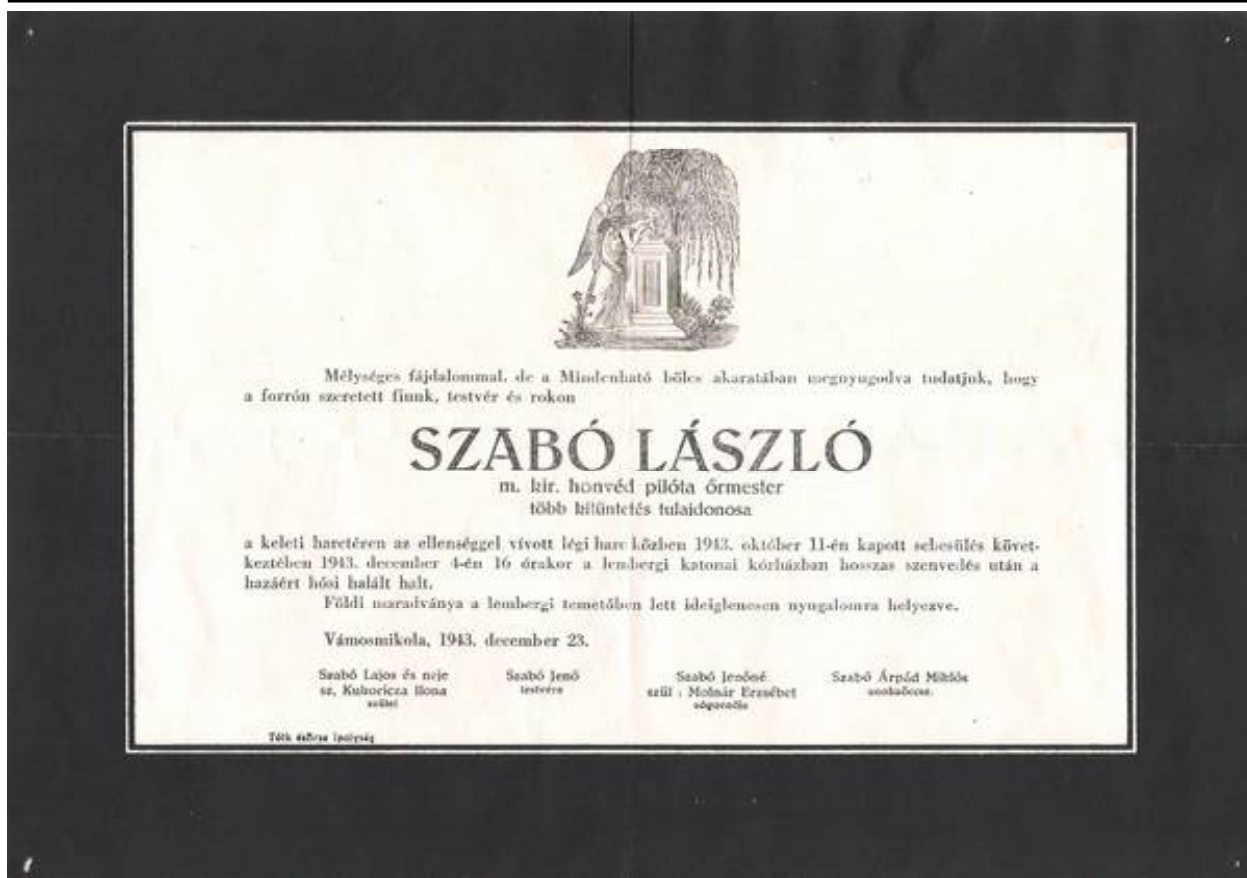 Mélységes fájdalommal, de a Mindenható bölcs akaratában megnyugodva tudatjuk, hogy
a forrón szeretett fiunk, testvér és rokon
SZABÓ LÁSZLÓ
m. kir. honvéd pilóta őrmester
több kitüntetés tulajdonosa
a keleti harctéren az ellenséggel vívott légi harc közben 1943. október 11-én kapott sebesülés követ-
keztében 1943. december 4-én 16 órakor a lembergi katonai kórházban hosszas szenvedés után a
hazáért hősi halált halt.
Földi maradványa a lembergi temetőben lett ideiglenesen nyugalomra helyezve.
Vámosmikola, 1943. december 23.
Szabó Lajos és neje
sz. Kuboricza Ilona
szülei
Szabó Jenő
testvére
Szabó Jenőné
szül : Molnár Erzsébet
sógornője
Szabó Árpád Miklós
unokaöccse.
Tóth Ipolyság